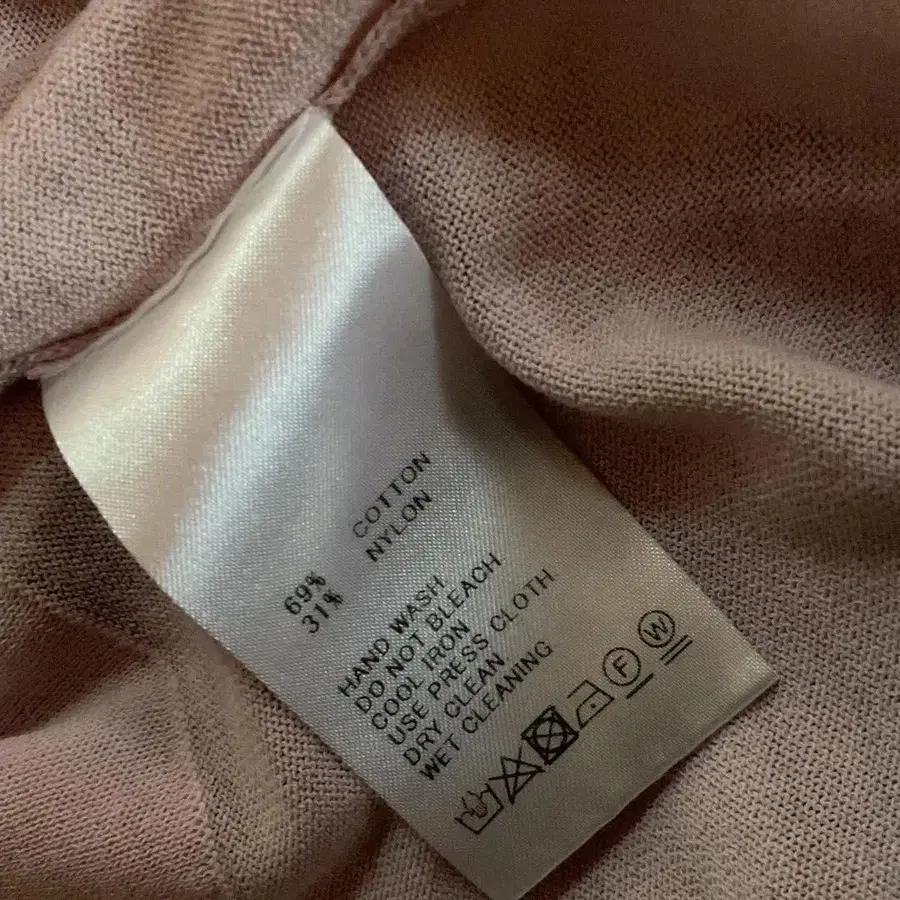 69% COTTON
31% NYLON
HAND WASH
DO NOT BLEACH
COOL IRON
USE PRESS CLOTH
DRY CLEAN
WET CLEANING
F W